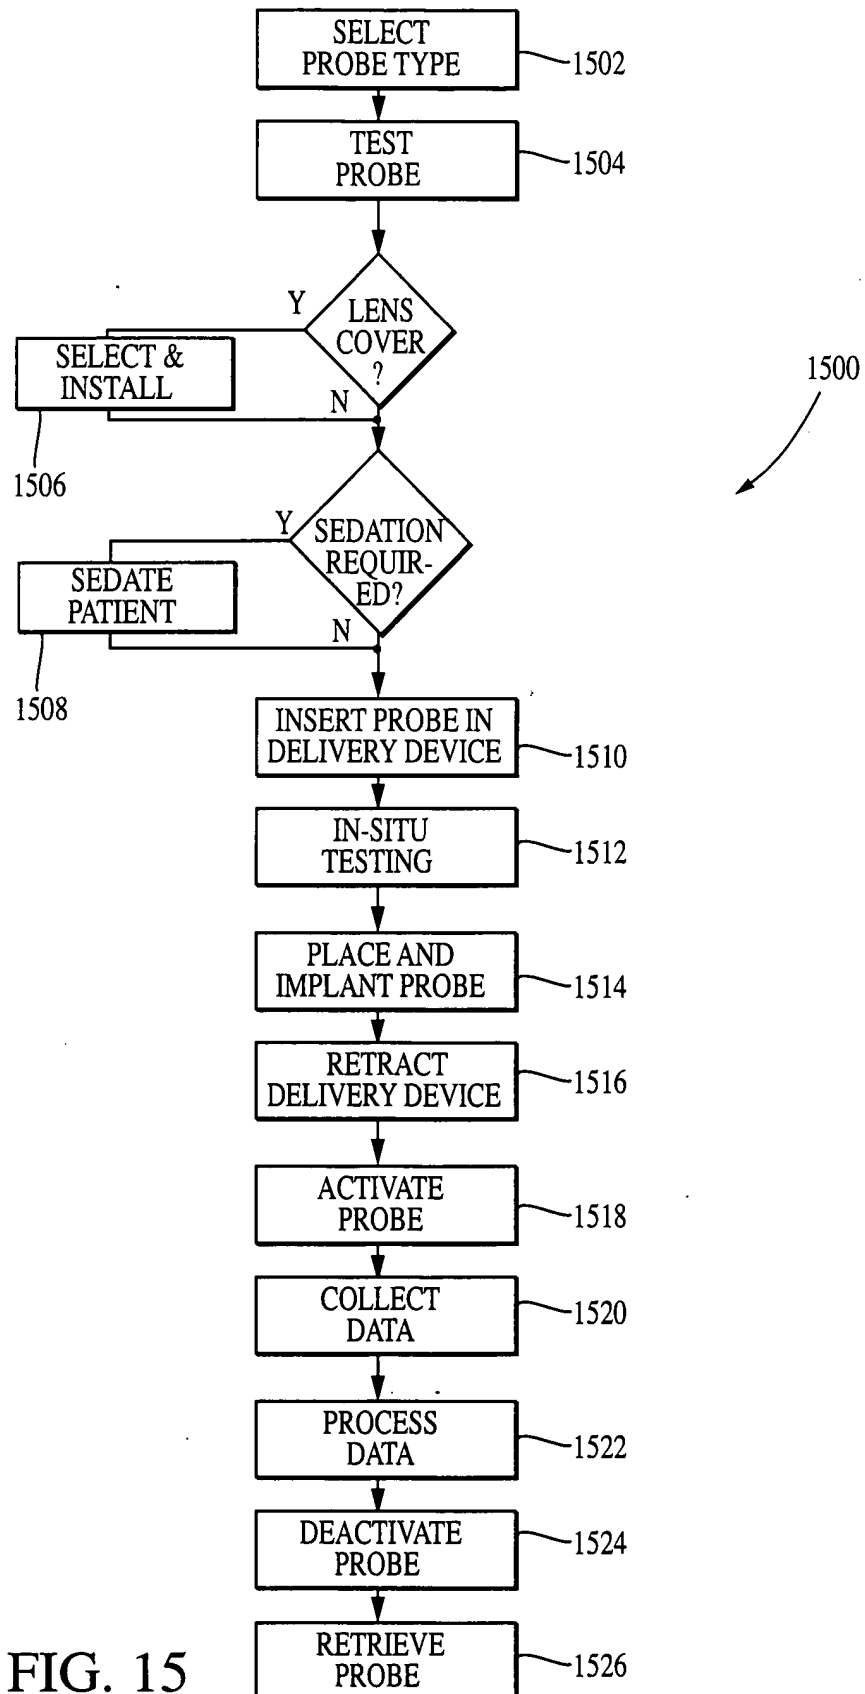 SELECT
PROBE TYPE
1502
TEST
PROBE
1504
LENS
COVER
?
Y
SELECT &
INSTALL
N
1506
1500
SEDATION
REQUIR-
ED?
Y
SEDATE
PATIENT
N
1508
INSERT PROBE IN
DELIVERY DEVICE
1510
IN-SITU
TESTING
1512
PLACE AND
IMPLANT PROBE
1514
RETRACT
DELIVERY DEVICE
1516
ACTIVATE
PROBE
1518
COLLECT
DATA
1520
PROCESS
DATA
1522
DEACTIVATE
PROBE
1524
RETRIEVE
PROBE
1526
FIG. 15